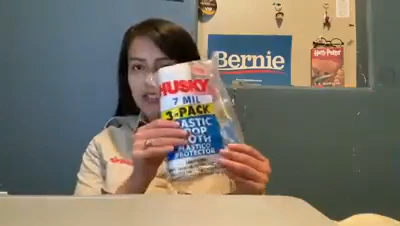 Bernie
Harry Potter
HUSKY
7 MIL
3-PACK
PLASTIC
DROP
CLOTH
PLASTICO
PROTECTOR